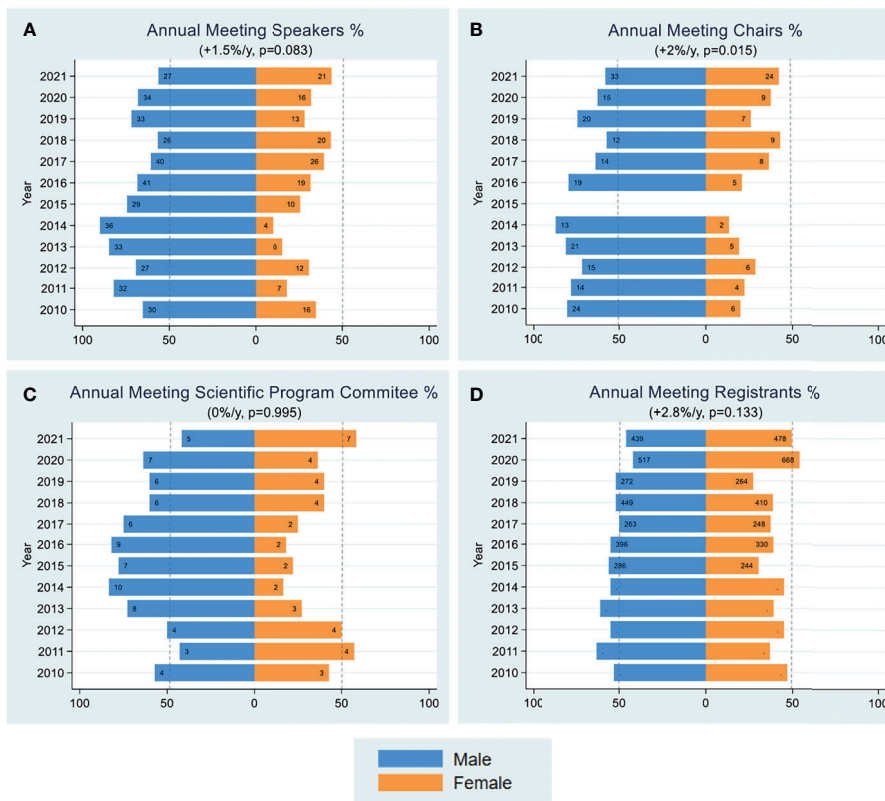 A
Annual Meeting Speakers %
(+1.5%/y, p=0.083)
Year
2021 27 21
2020 34 16
2019 33 13
2018 26 20
2017 40 26
2016 41 19
2015 29 10
2014 36 4
2013 33 6
2012 27 12
2011 32 7
2010 30 16
100 50 0 50 100
B
Annual Meeting Chairs %
(+2%/y, p=0.015)
Year
2021 33 24
2020 15 9
2019 20 7
2018 12 9
2017 14 8
2016 19 5
2015
2014 13 2
2013 21 5
2012 15 6
2011 14 4
2010 24 6
100 50 0 50 100
C
Annual Meeting Scientific Program Commitee %
(0%/y, p=0.995)
Year
2021 5 7
2020 7 4
2019 6 4
2018 6 4
2017 6 2
2016 9 2
2015 7 2
2014 10 2
2013 8 3
2012 4 4
2011 3 4
2010 4 3
100 50 0 50 100
D
Annual Meeting Registrants %
(+2.8%/y, p=0.133)
Year
2021 439 478
2020 517 668
2019 272 264
2018 449 410
2017 263 248
2016 396 330
2015 286 244
2014 . .
2013 . .
2012 . .
2011 . .
2010 . .
100 50 0 50 100
Male
Female